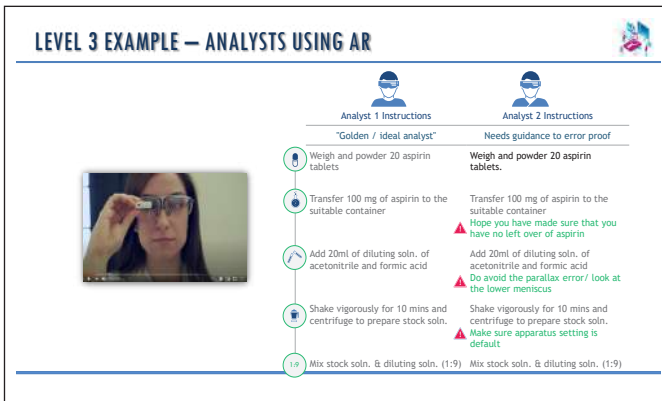 LEVEL 3 EXAMPLE – ANALYSTS USING AR
Analyst 1 Instructions
Analyst 2 Instructions
"Golden / ideal analyst"
Needs guidance to error proof
Weigh and powder 20 aspirin
tablets
Weigh and powder 20 aspirin
tablets.
Transfer 100 mg of aspirin to the
suitable container
Transfer 100 mg of aspirin to the
suitable container
Hope you have made sure that you
have no left over of aspirin
Add 20ml of diluting soln. of
acetonitrile and formic acid
Add 20ml of diluting soln. of
acetonitrile and formic acid
Do avoid the parallax error/ look at
the lower meniscus
Shake vigorously for 10 mins and
centrifuge to prepare stock soln.
Shake vigorously for 10 mins and
centrifuge to prepare stock soln.
Make sure apparatus setting is
default
1:9
Mix stock soln. & diluting soln. (1:9)
Mix stock soln. & diluting soln. (1:9)